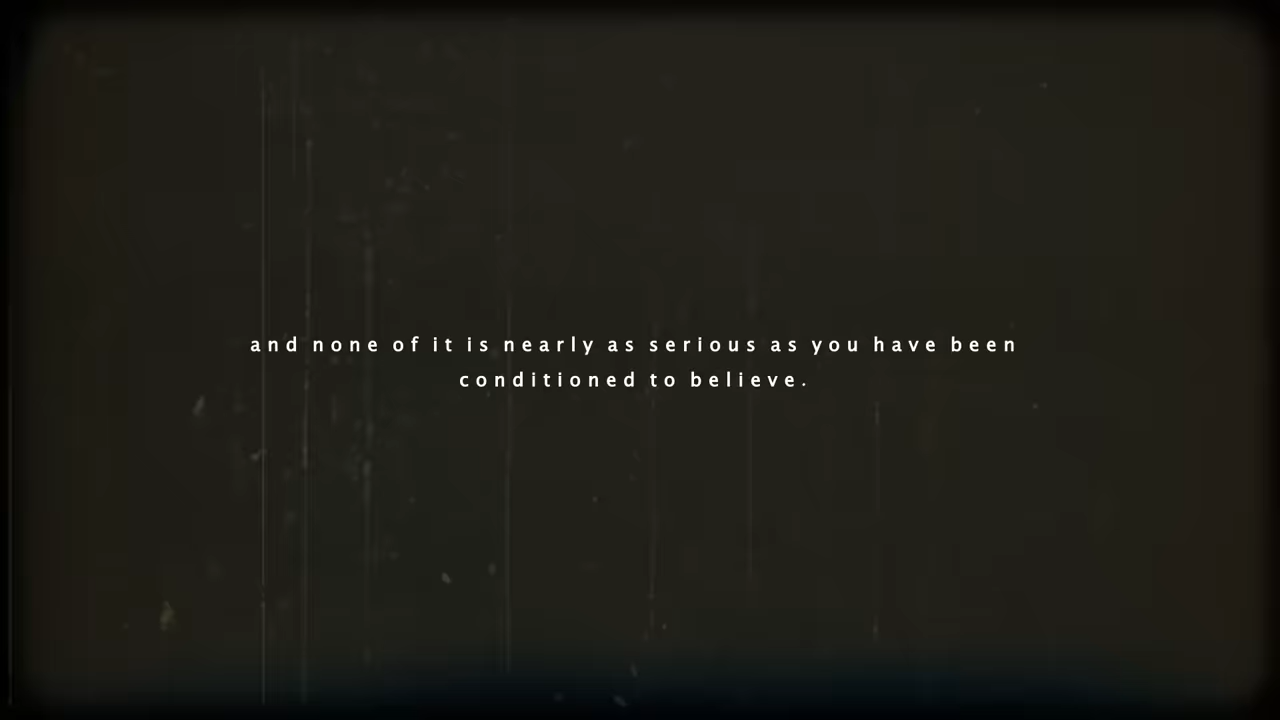 and none of it is nearly as serious as you have been
conditioned to believe.